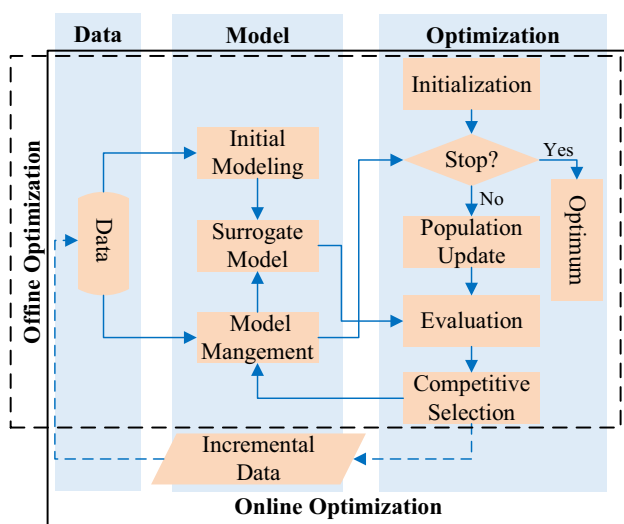 Data
Model
Optimization
Initialization
Initial
Modeling
Stop?
Yes
No
Offine Optimization
Data
Surrogate
Model
Population
Update
Optimum
Model
Mangement
Evaluation
Competitive
Selection
Incremental
Data
Online Optimization